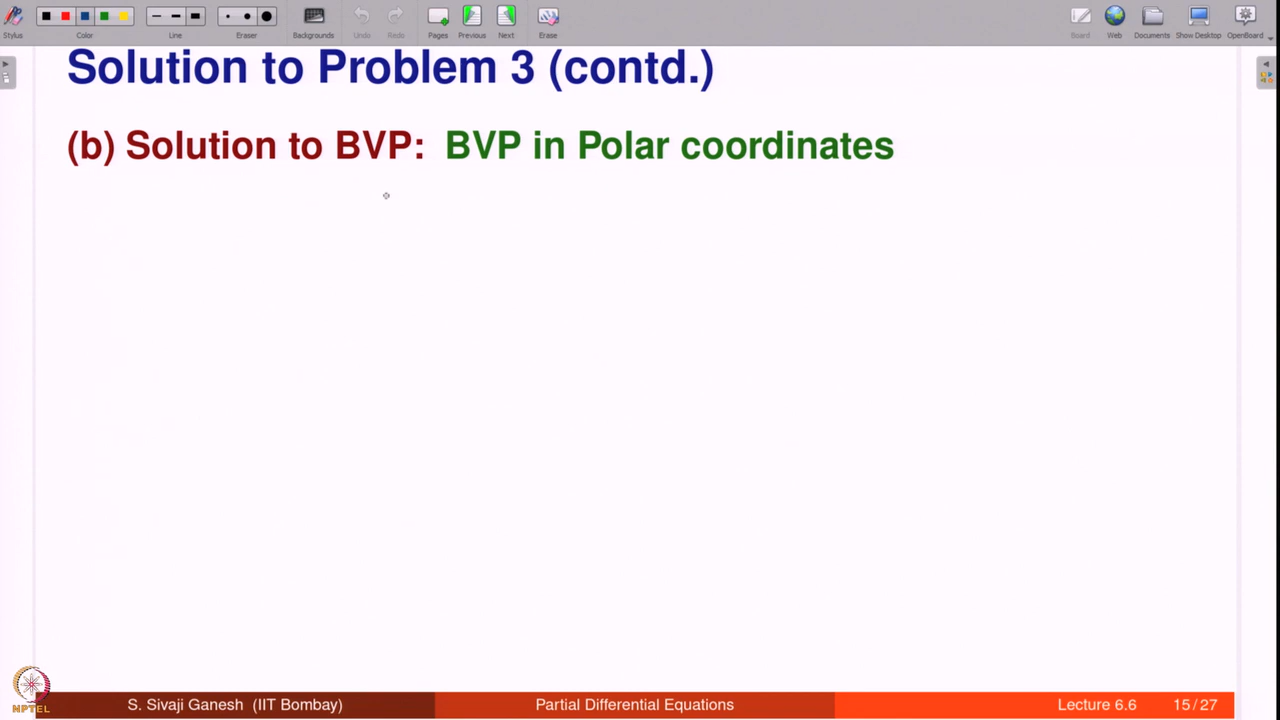 Stylus Color Line Eraser Backgrounds Undo Redo Pages Previous Next Erase Board Web Documents Show Desktop OpenBoard
Solution to Problem 3 (contd.)
(b) Solution to BVP: BVP in Polar coordinates
NPTEL
S. Sivaji Ganesh (IIT Bombay) Partial Differential Equations Lecture 6.6 15/27